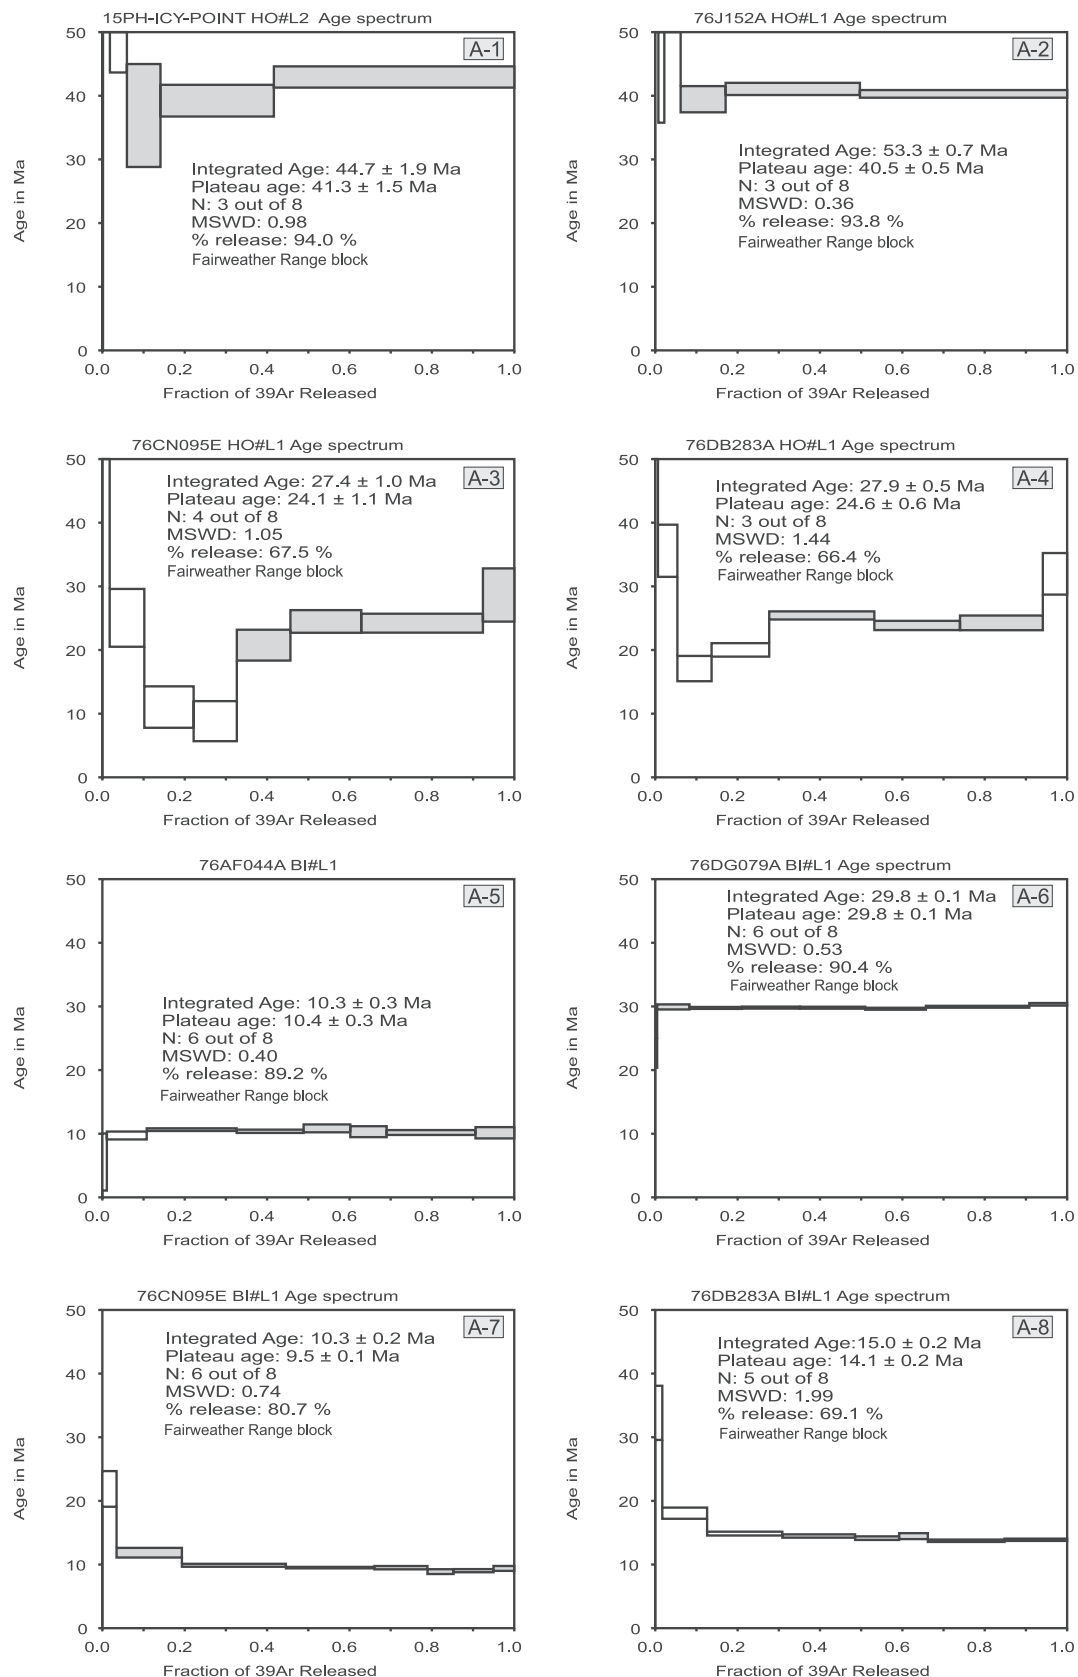 15PH-ICY-POINT HO#L2 Age spectrum
A-1
50
40
30
20
10
0
Age in Ma
Integrated Age: 44.7 ± 1.9 Ma
Plateau age: 41.3 ± 1.5 Ma
N: 3 out of 8
MSWD: 0.98
% release: 94.0 %
Fairweather Range block
0.0 0.2 0.4 0.6 0.8 1.0
Fraction of 39Ar Released
76J152A HO#L1 Age spectrum
A-2
50
40
30
20
10
0
Age in Ma
Integrated Age: 53.3 ± 0.7 Ma
Plateau age: 40.5 ± 0.5 Ma
N: 3 out of 8
MSWD: 0.36
% release: 93.8 %
Fairweather Range block
0.0 0.2 0.4 0.6 0.8 1.0
Fraction of 39Ar Released
76CN095E HO#L1 Age spectrum
A-3
50
40
30
20
10
0
Age in Ma
Integrated Age: 27.4 ± 1.0 Ma
Plateau age: 24.1 ± 1.1 Ma
N: 4 out of 8
MSWD: 1.05
% release: 67.5 %
Fairweather Range block
0.0 0.2 0.4 0.6 0.8 1.0
Fraction of 39Ar Released
76DB283A HO#L1 Age spectrum
A-4
50
40
30
20
10
0
Age in Ma
Integrated Age: 27.9 ± 0.5 Ma
Plateau age: 24.6 ± 0.6 Ma
N: 3 out of 8
MSWD: 1.44
% release: 66.4 %
Fairweather Range block
0.0 0.2 0.4 0.6 0.8 1.0
Fraction of 39Ar Released
76AF044A BI#L1
A-5
50
40
30
20
10
0
Age in Ma
Integrated Age: 10.3 ± 0.3 Ma
Plateau age: 10.4 ± 0.3 Ma
N: 6 out of 8
MSWD: 0.40
% release: 89.2 %
Fairweather Range block
0.0 0.2 0.4 0.6 0.8 1.0
Fraction of 39Ar Released
76DG079A BI#L1 Age spectrum
A-6
50
40
30
20
10
0
Age in Ma
Integrated Age: 29.8 ± 0.1 Ma
Plateau age: 29.8 ± 0.1 Ma
N: 6 out of 8
MSWD: 0.53
% release: 90.4 %
Fairweather Range block
0.0 0.2 0.4 0.6 0.8 1.0
Fraction of 39Ar Released
76CN095E BI#L1 Age spectrum
A-7
50
40
30
20
10
0
Age in Ma
Integrated Age: 10.3 ± 0.2 Ma
Plateau age: 9.5 ± 0.1 Ma
N: 6 out of 8
MSWD: 0.74
% release: 80.7 %
Fairweather Range block
0.0 0.2 0.4 0.6 0.8 1.0
Fraction of 39Ar Released
76DB283A BI#L1 Age spectrum
A-8
50
40
30
20
10
0
Age in Ma
Integrated Age:15.0 ± 0.2 Ma
Plateau age: 14.1 ± 0.2 Ma
N: 5 out of 8
MSWD: 1.99
% release: 69.1 %
Fairweather Range block
0.0 0.2 0.4 0.6 0.8 1.0
Fraction of 39Ar Released